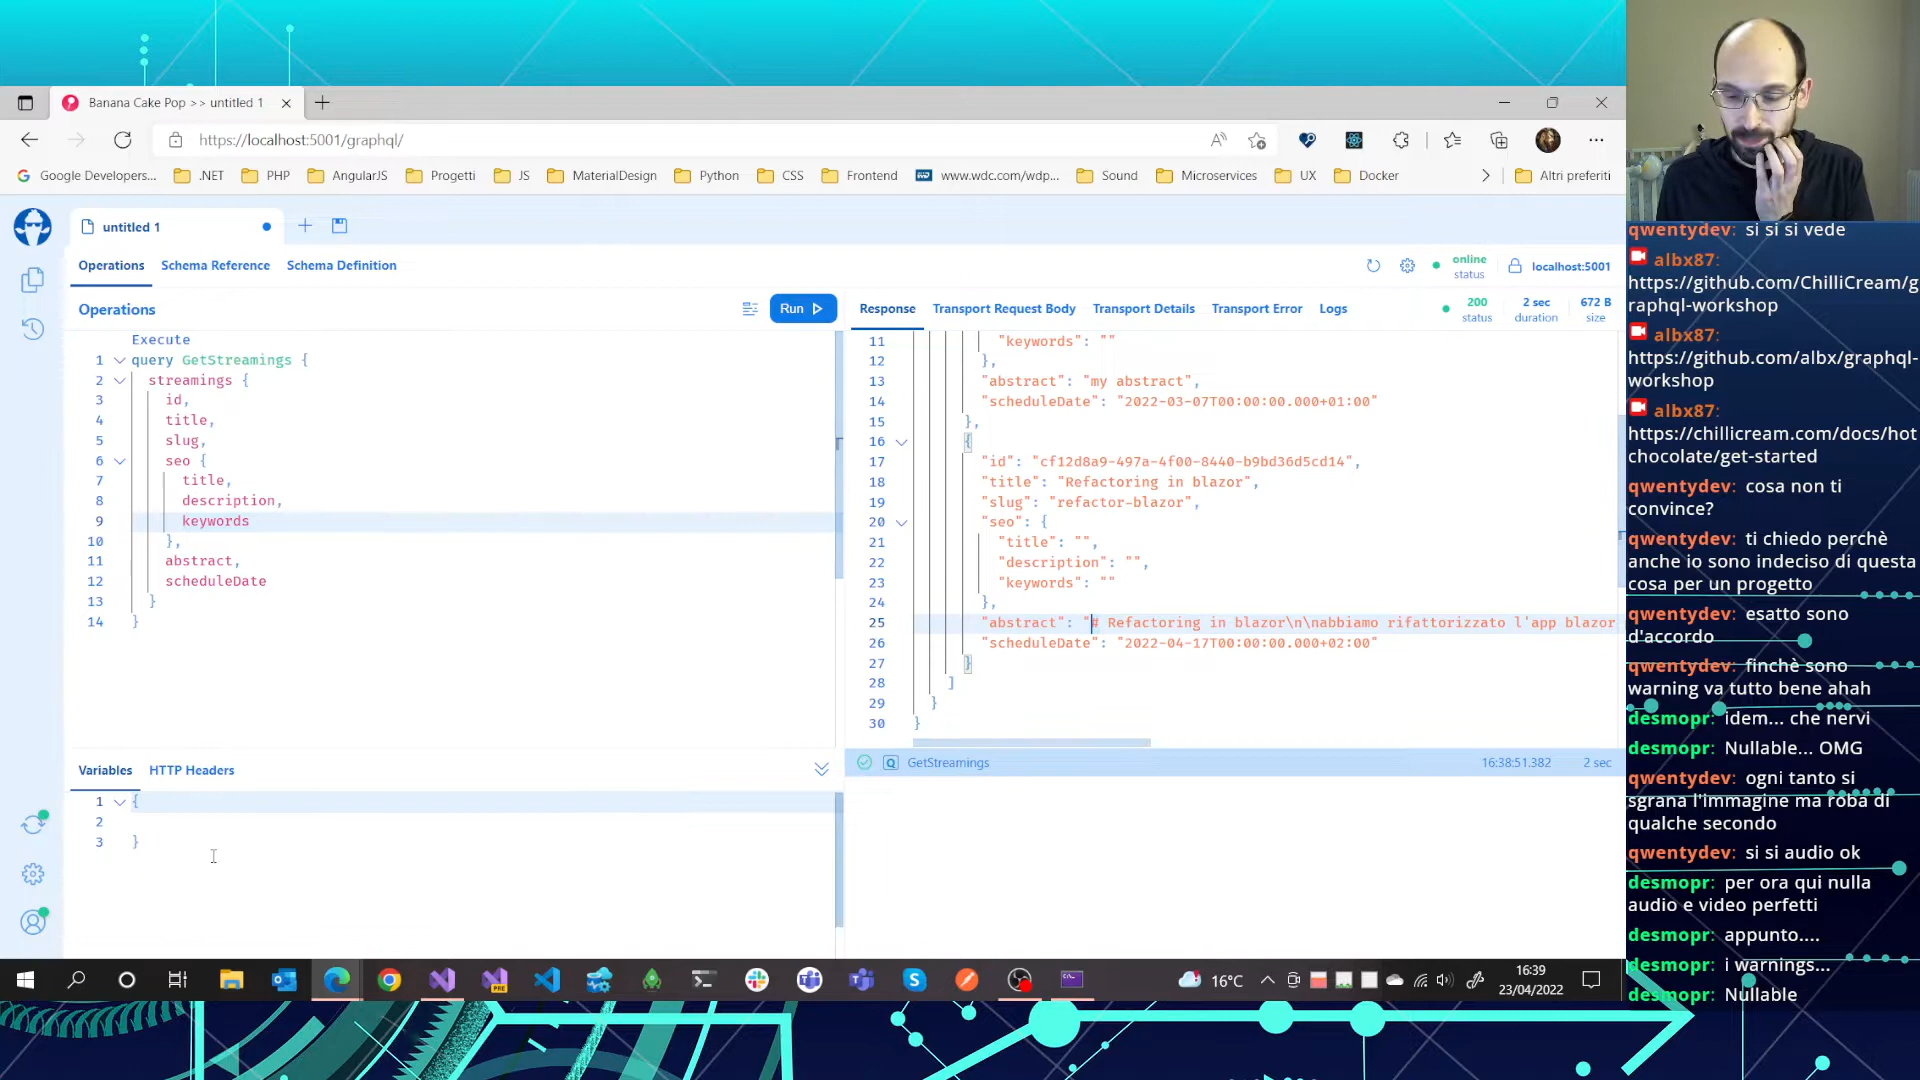 Banana Cake Pop >> untitled 1
https://localhost:5001/graphql/
Google Developers...
.NET
PHP
AngularJS
Progetti
JS
MaterialDesign
Python
CSS
Frontend
www.wdc.com/wdp...
Sound
Microservices
UX
Docker
Altri preferiti
untitled 1
Operations
Schema Reference
Schema Definition
online
status
localhost:5001
Operations
Run
Execute
1 query GetStreamings {
2 streamings {
3 id,
4 title,
5 slug,
6 seo {
7 title,
8 description,
9 keywords
10 },
11 abstract,
12 scheduleDate
13 }
14 }
Variables
HTTP Headers
1 {
2
3 }
Response
Transport Request Body
Transport Details
Transport Error
Logs
200
status
2 sec
duration
672 B
size
11 "keywords": ""
12 },
13 "abstract": "my abstract",
14 "scheduleDate": "2022-03-07T00:00:00.000+01:00"
15 },
16 {
17 "id": "cf12d8a9-497a-4f00-8440-b9bd36d5cd14",
18 "title": "Refactoring in blazor",
19 "slug": "refactor-blazor",
20 "seo": {
21 "title": "",
22 "description": "",
23 "keywords": ""
24 },
25 "abstract": "# Refactoring in blazor\n\nabbiamo rifattorizzato l'app blazor
26 "scheduleDate": "2022-04-17T00:00:00.000+02:00"
27 }
28 ]
29 }
30 }
Q GetStreamings
16:38:51.382
2 sec
16°C
16:39
23/04/2022
qwentydev: si si si vede
albx87:
https://github.com/ChilliCream/g
raphql-workshop
albx87:
https://github.com/albx/graphql-
workshop
albx87:
https://chillicream.com/docs/hot
chocolate/get-started
qwentydev: cosa non ti
convince?
qwentydev: ti chiedo perchè
anche io sono indeciso di questa
cosa per un progetto
qwentydev: esatto sono
d'accordo
qwentydev: finchè sono
warning va tutto bene ahah
desmopr: idem... che nervi
desmopr: Nullable... OMG
qwentydev: ogni tanto si
sgrana l'immagine ma roba di
qualche secondo
qwentydev: si si audio ok
desmopr: per ora qui nulla
audio e video perfetti
desmopr: appunto....
desmopr: i warnings...
desmopr: Nullable